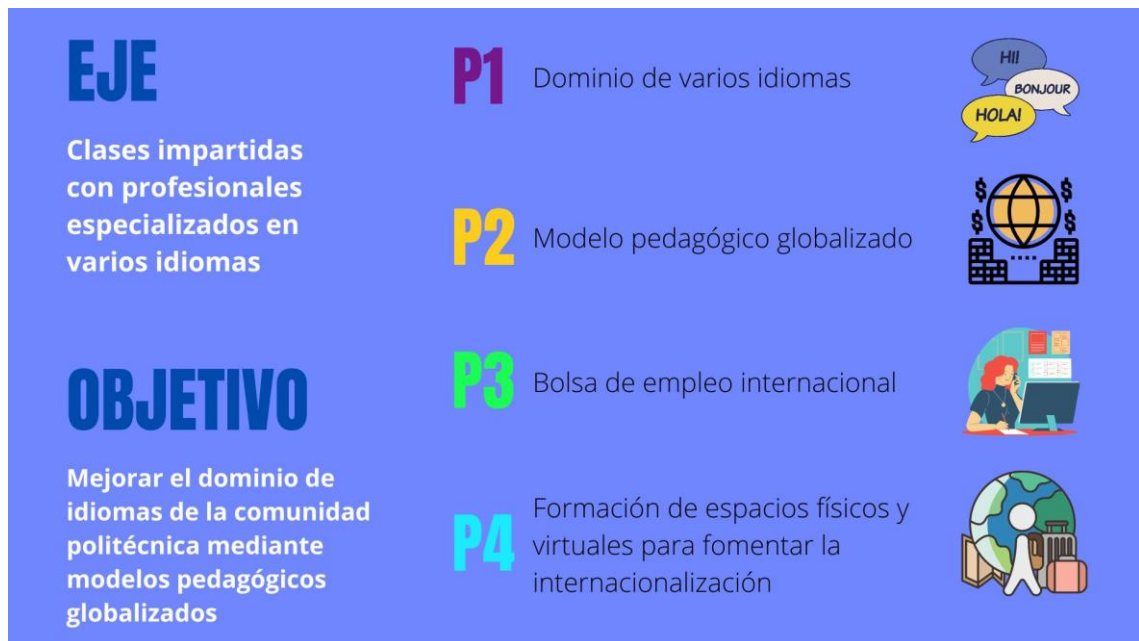 EJE
Clases impartidas
con profesionales
especializados en
varios idiomas
OBJETIVO
Mejorar el dominio de
idiomas de la comunidad
politécnica mediante
modelos pedagógicos
globalizados
P1
Dominio de varios idiomas
HI!
BONJOUR
HOLA!
P2
Modelo pedagógico globalizado
$ $
$ $
P3
Bolsa de empleo internacional
P4
Formación de espacios físicos y
virtuales para fomentar la
internacionalización